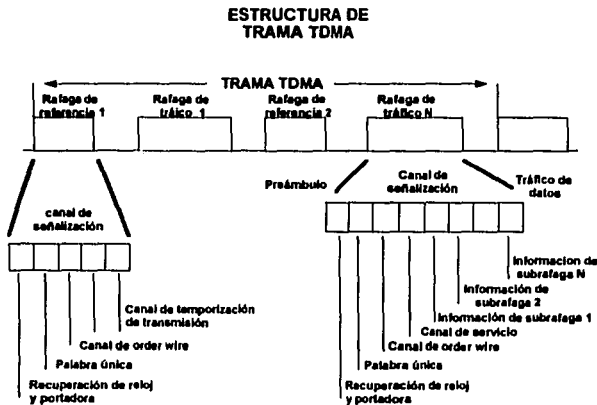 ESTRUCTURA DE
TRAMA TDMA
TRAMA TDMA
Rafaga de
referencia 1
Rafaga de
tráico 1
Rafaga de
referencia 2
Rafaga de
tráfico N
canal de
señalización
Canal de temporización
de transmisión
Canal de order wire
Palabra única
Recuperación de reloj
y portadora
Preámbulo
Canal de
señalización
Tráfico de
datos
Informacion de
subrafaga N
Información de
subrafaga 2
Información de subrafaga 1
Canal de servicio
Canal de order wire
Palabra única
Recuperación de reloj
y portadora